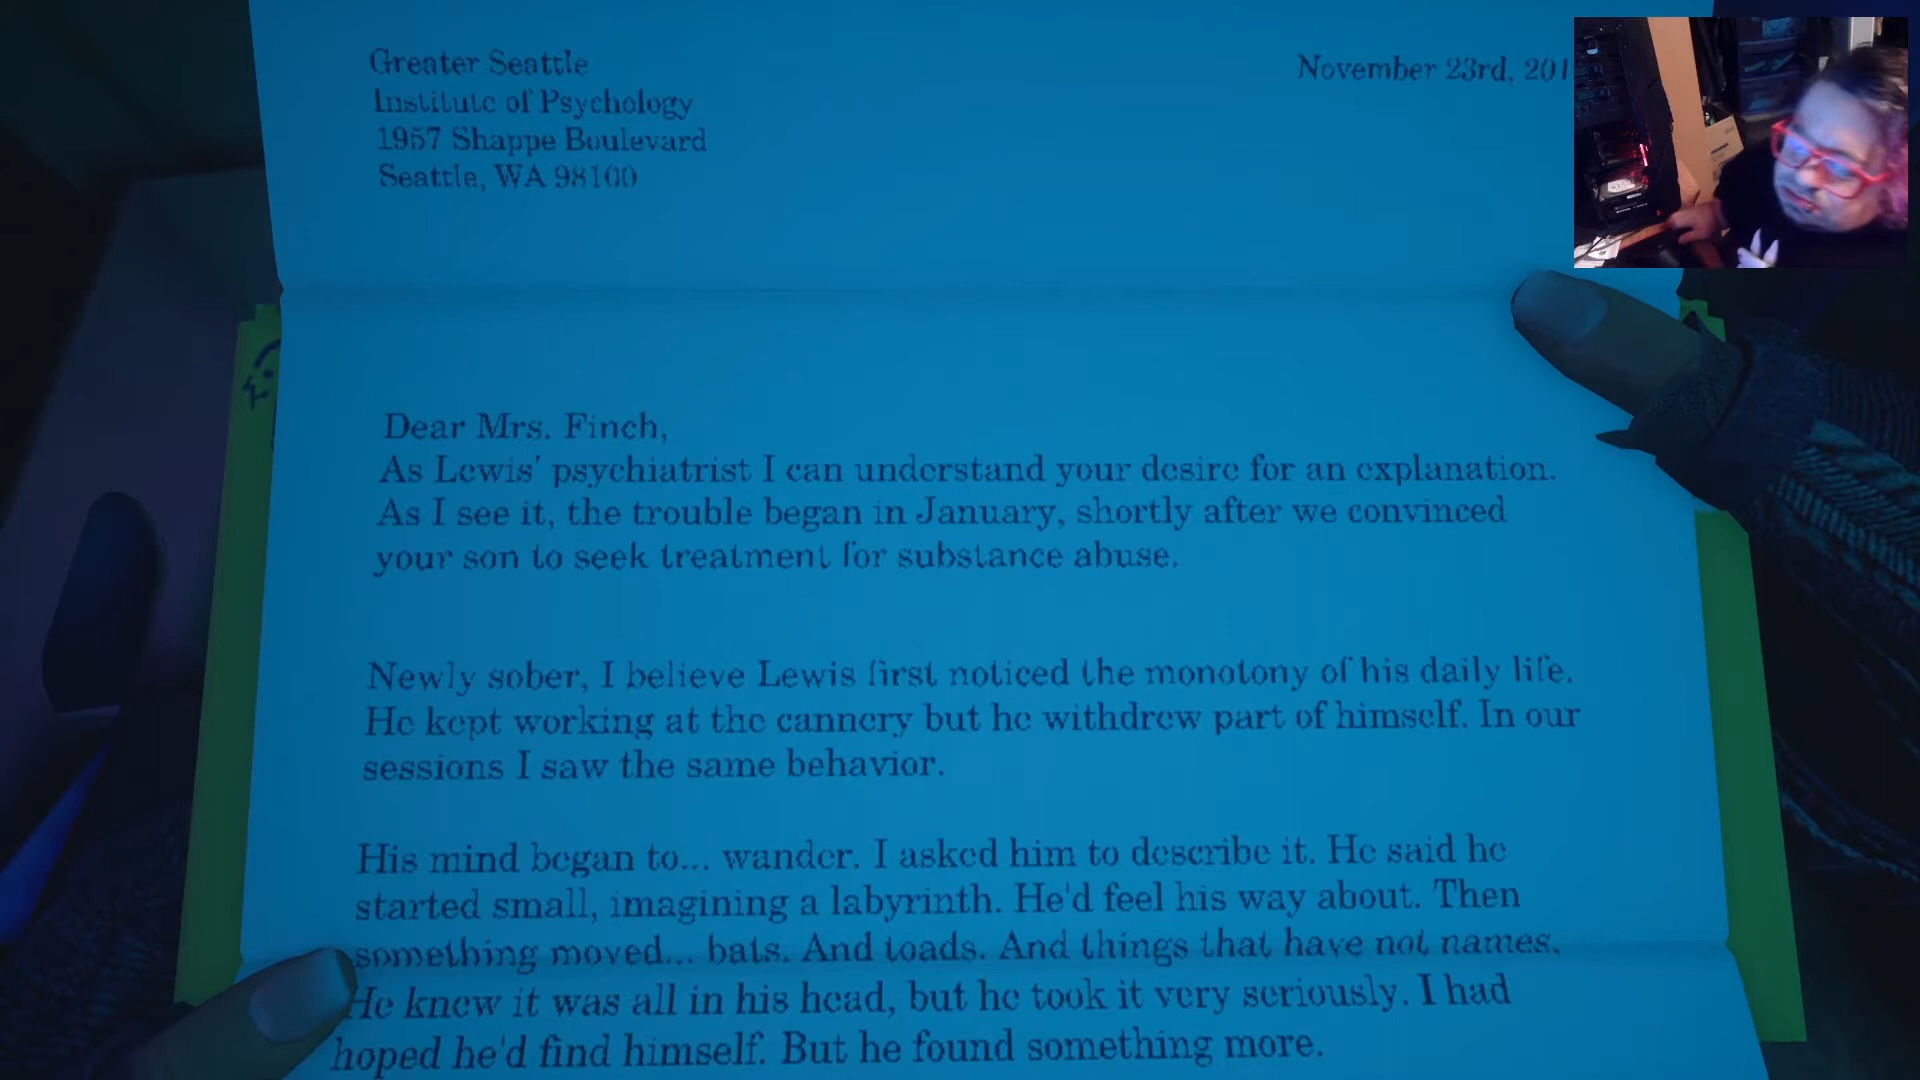 Greater Seattle
Institute of Psychology
1957 Shappe Boulevard
Seattle, WA 98100
November 23rd, 201
Dear Mrs. Finch,
As Lewis' psychiatrist I can understand your desire for an explanation.
As I see it, the trouble began in January, shortly after we convinced
your son to seek treatment for substance abuse.
Newly sober, I believe Lewis first noticed the monotony of his daily life.
He kept working at the cannery but he withdrew part of himself. In our
sessions I saw the same behavior.
His mind began to... wander. I asked him to describe it. He said he
started small, imagining a labyrinth. He'd feel his way about. Then
something moved... bats. And toads. And things that have not names.
He knew it was all in his head, but he took it very seriously. I had
hoped he'd find himself. But he found something more.